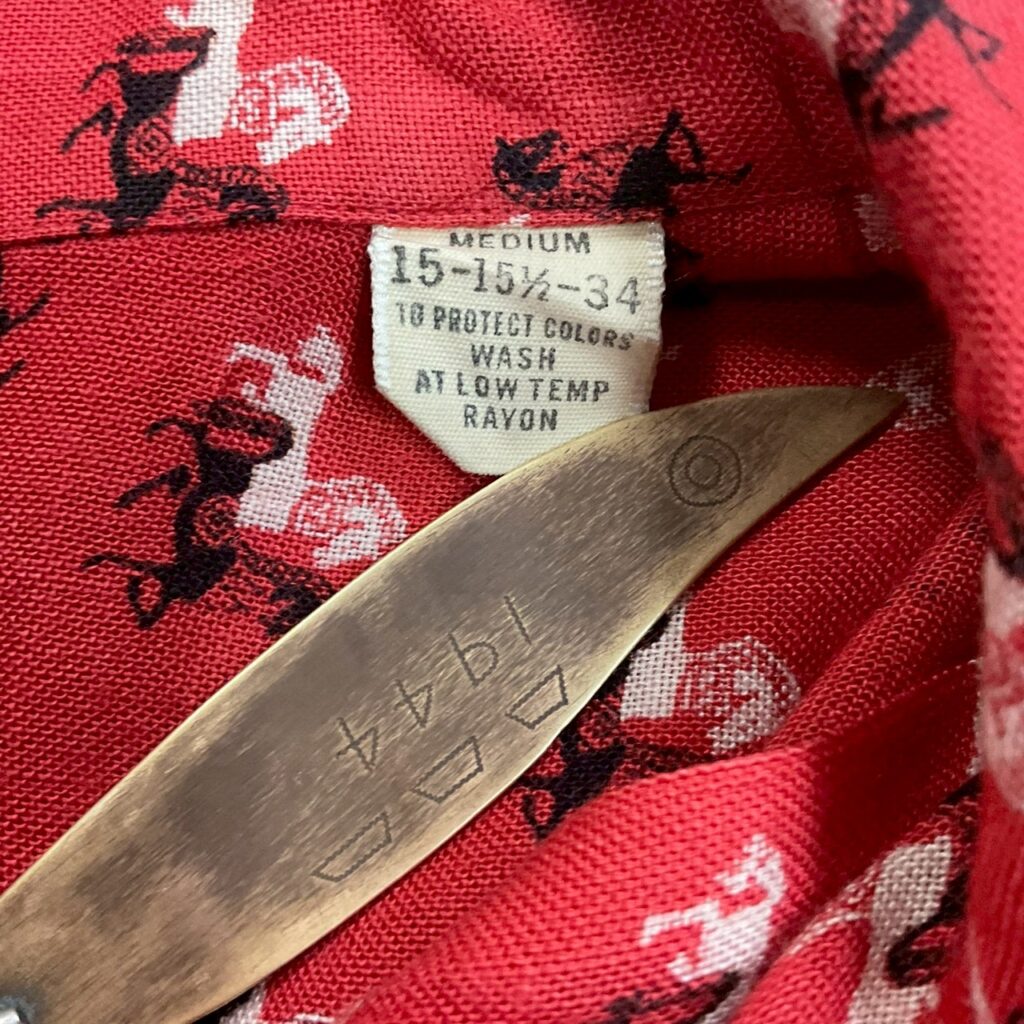 MEDIUM
15-15½-34
TO PROTECT COLORS
WASH
AT LOW TEMP
RAYON
1944